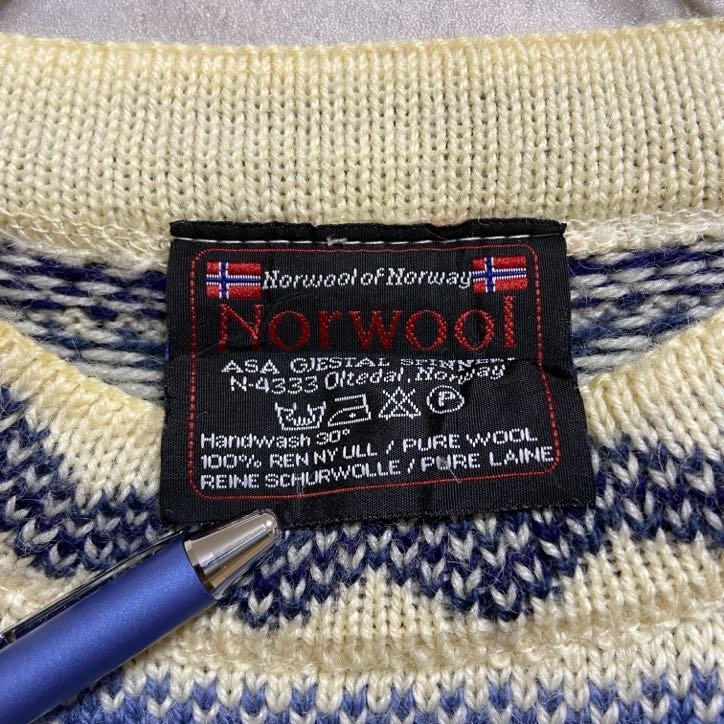 Norwool of Norway
Norwool
ASA GJESTAL SPINNERI
N-4333 Oltedal, Norway
P
Handwash 30°
100% REN NY ULL / PURE WOOL
REINE SCHURWOLLE / PURE LAINE